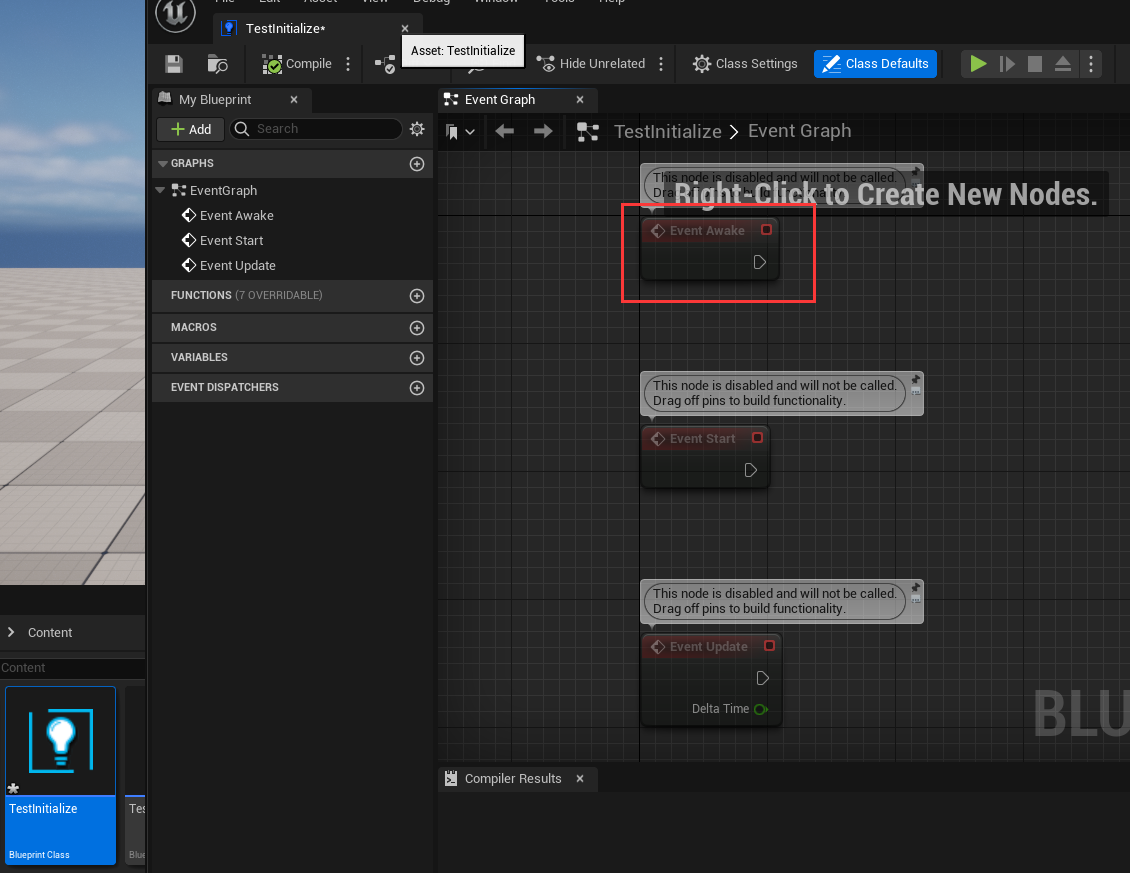 File Edit Asset View Debug Window Tools Help
TestInitialize*
Asset: TestInitialize
Compile
Hide Unrelated
Class Settings
Class Defaults
My Blueprint
Event Graph
Add
Search
TestInitialize
Event Graph
GRAPHS
EventGraph
Event Awake
Event Start
Event Update
FUNCTIONS (7 OVERRIDABLE)
MACROS
VARIABLES
EVENT DISPATCHERS
This node is disabled and will not be called.
Right-Click to Create New Nodes.
Event Awake
This node is disabled and will not be called.
Drag off pins to build functionality.
Event Start
This node is disabled and will not be called.
Drag off pins to build functionality.
Event Update
Delta Time
BLU
Compiler Results
Content
Content
TestInitialize
Blueprint Class
Tes
Blue